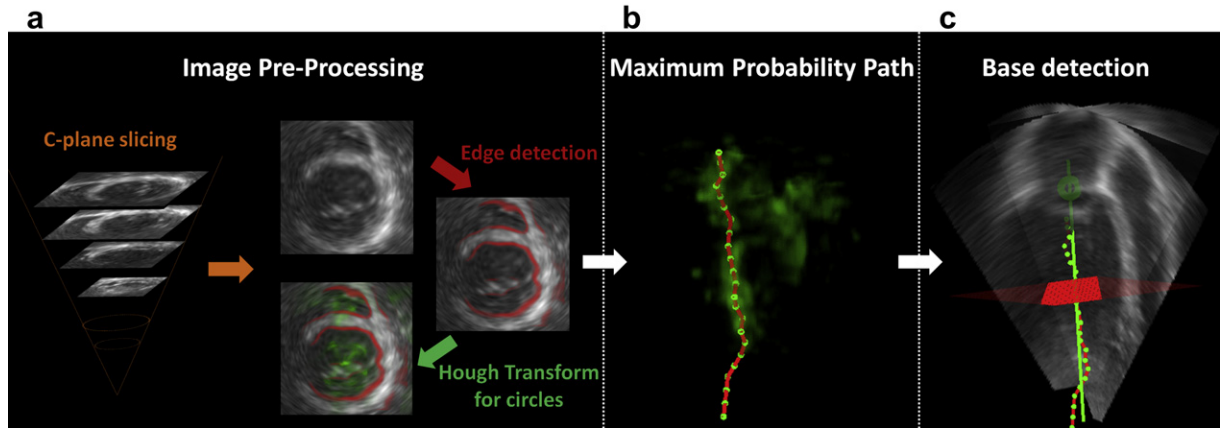 a
b
c
Image Pre-Processing
Maximum Probability Path
Base detection
C-plane slicing
Edge detection
Hough Transform
for circles